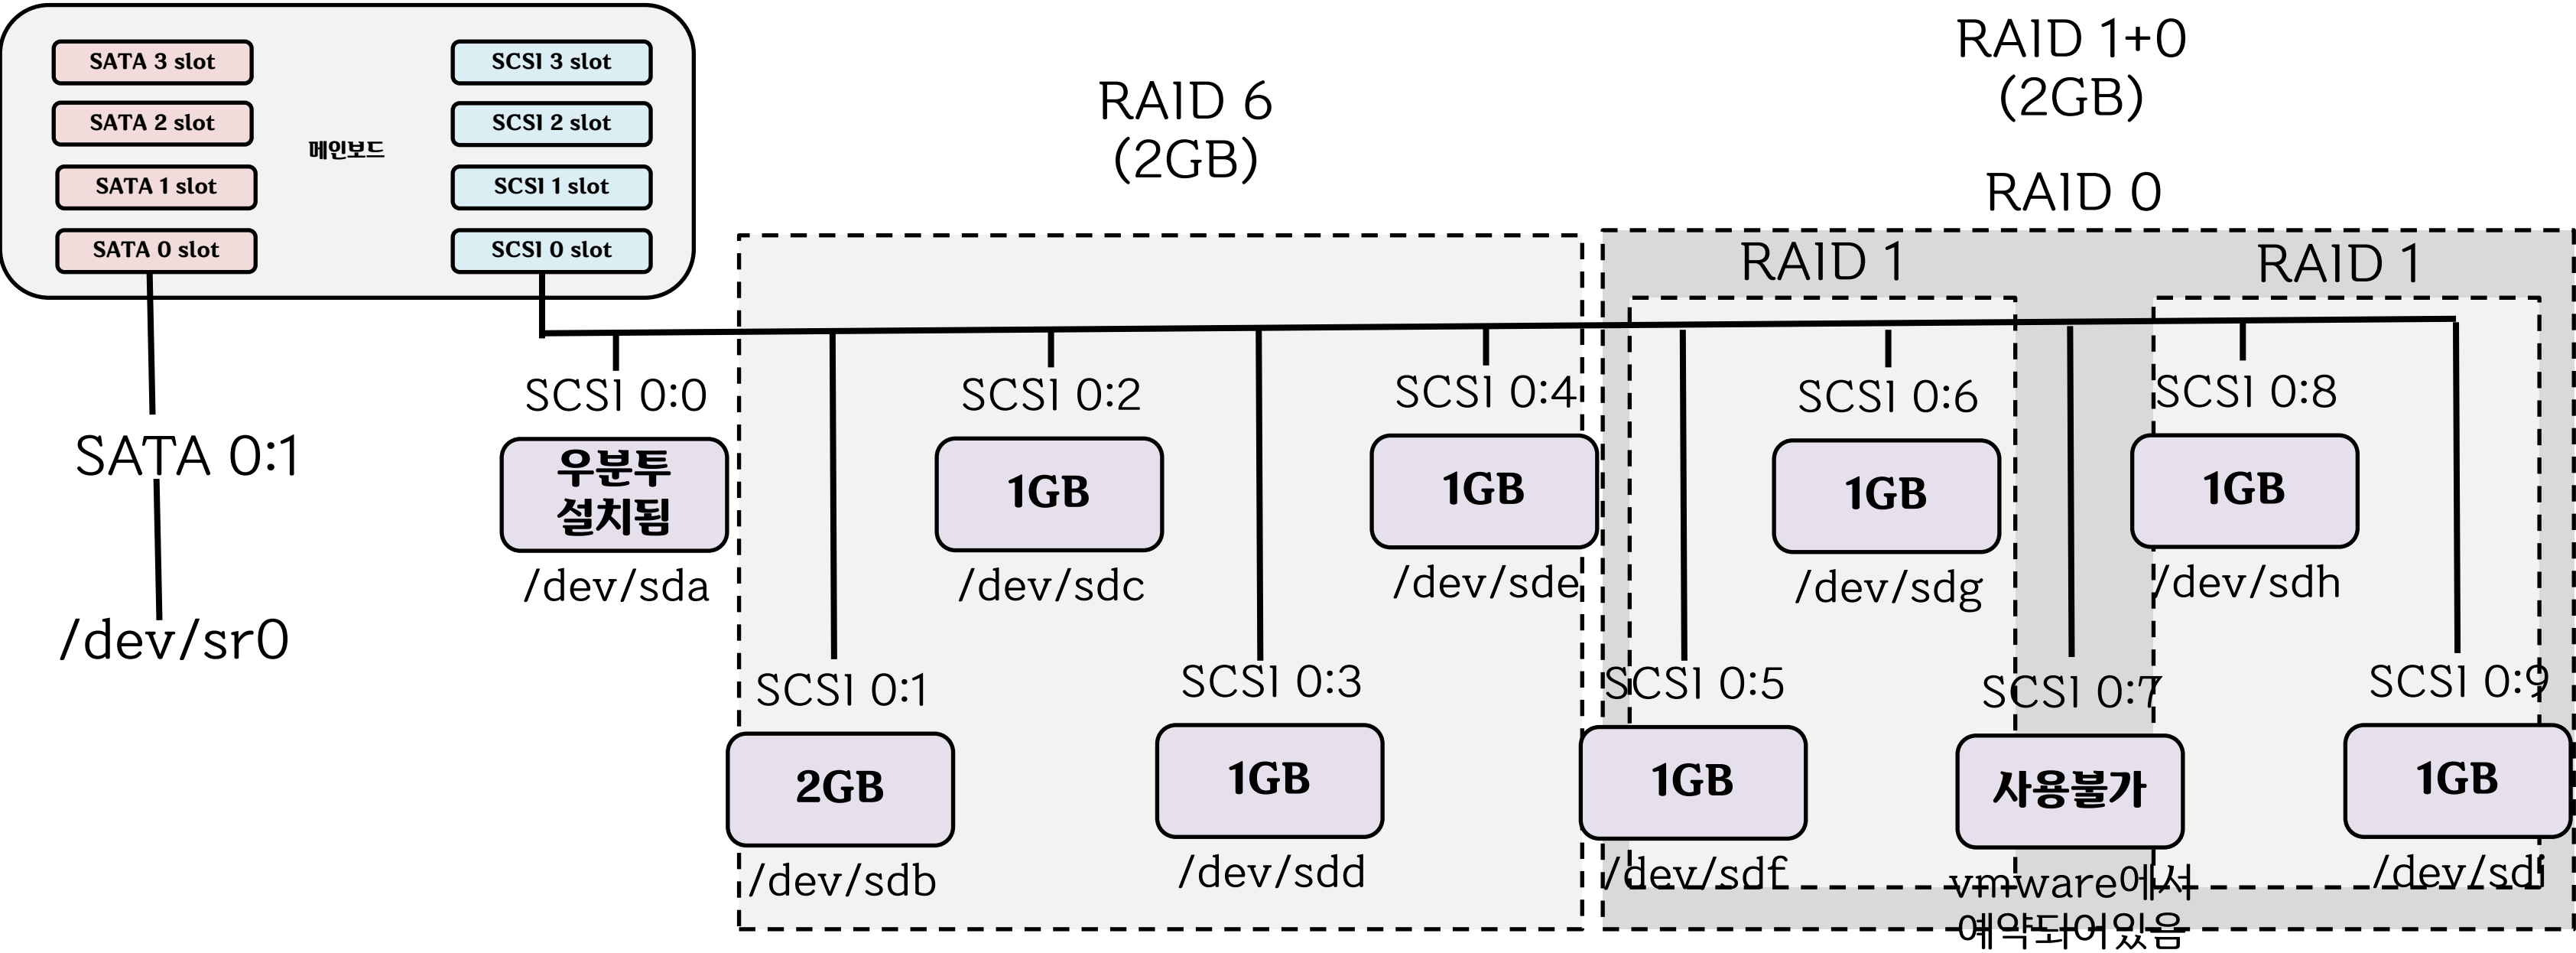 SATA 3 slot
SATA 2 slot
SATA 1 slot
SATA 0 slot
메인보드
SCSI 3 slot
SCSI 2 slot
SCSI 1 slot
SCSI 0 slot
RAID 6
(2GB)
RAID 1+0
(2GB)
RAID 0
RAID 1
RAID 1
SATA 0:1
/dev/sr0
SCSI 0:0
우분투
설치됨
/dev/sda
SCSI 0:1
2GB
/dev/sdb
SCSI 0:2
1GB
/dev/sdc
SCSI 0:3
1GB
/dev/sdd
SCSI 0:4
1GB
/dev/sde
SCSI 0:5
1GB
/dev/sdf
SCSI 0:6
1GB
/dev/sdg
SCSI 0:7
사용불가
vmware에서
예약되어있음
SCSI 0:8
1GB
/dev/sdh
SCSI 0:9
1GB
/dev/sdi